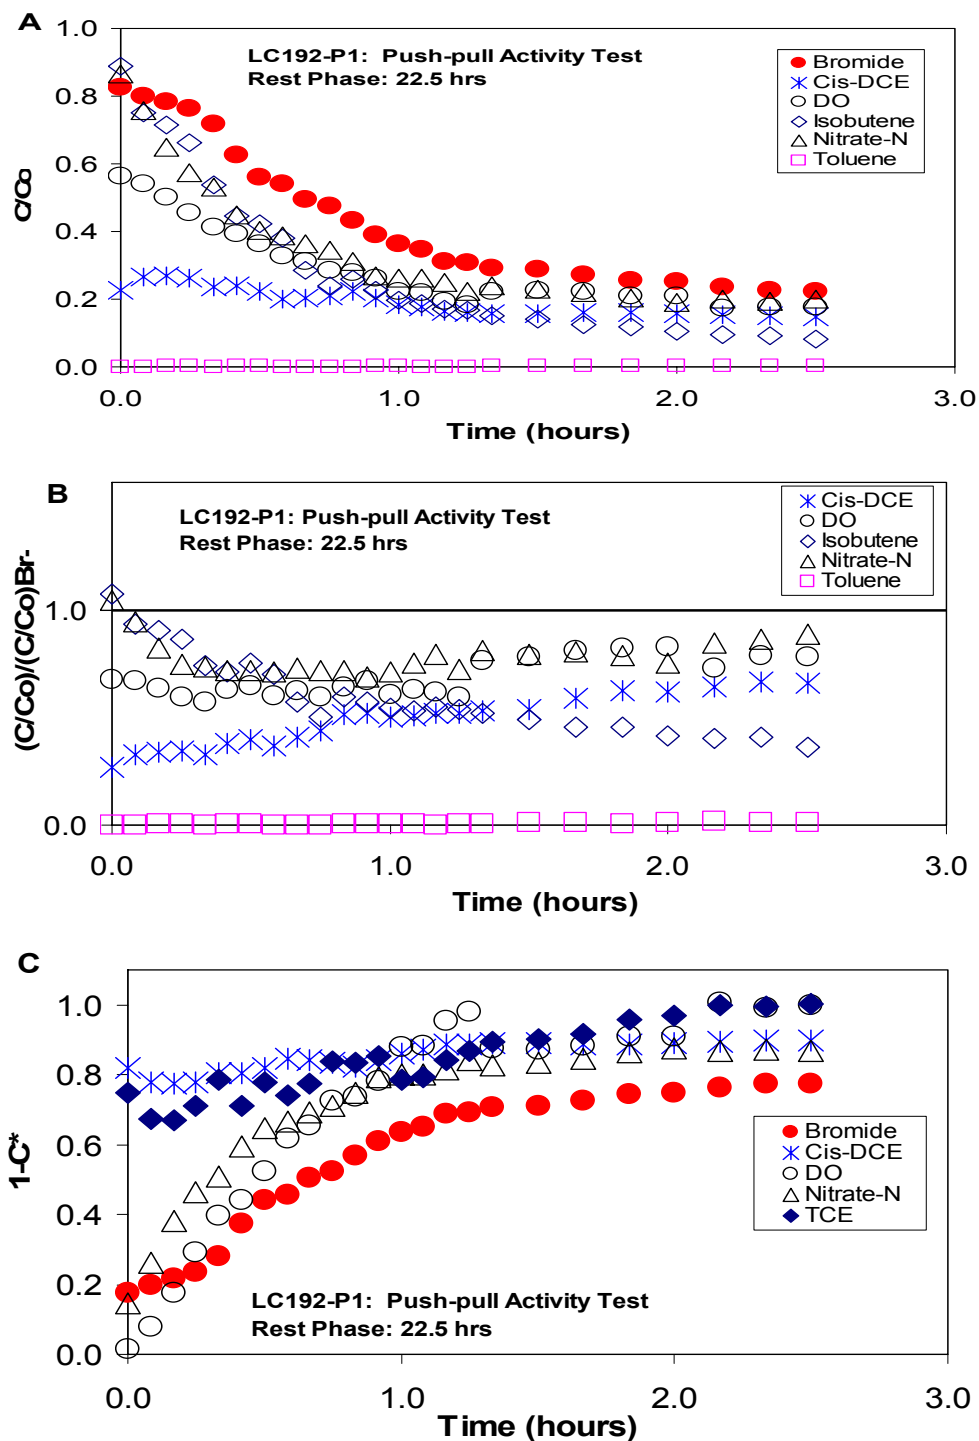 A
1.0
0.8
0.6
0.4
0.2
0.0
C/Co
LC192-P1: Push-pull Activity Test
Rest Phase: 22.5 hrs
Bromide
Cis-DCE
DO
Isobutene
Nitrate-N
Toluene
0.0 1.0 2.0 3.0
Time (hours)
B
LC192-P1: Push-pull Activity Test
Rest Phase: 22.5 hrs
Cis-DCE
DO
Isobutene
Nitrate-N
Toluene
(C/Co)/(C/Co)Br-
1.0
0.0
0.0 1.0 2.0 3.0
Time (hours)
C
1.0
0.8
0.6
0.4
0.2
0.0
1-C*
Bromide
Cis-DCE
DO
Nitrate-N
TCE
LC192-P1: Push-pull Activity Test
Rest Phase: 22.5 hrs
0.0 1.0 2.0 3.0
Time (hours)